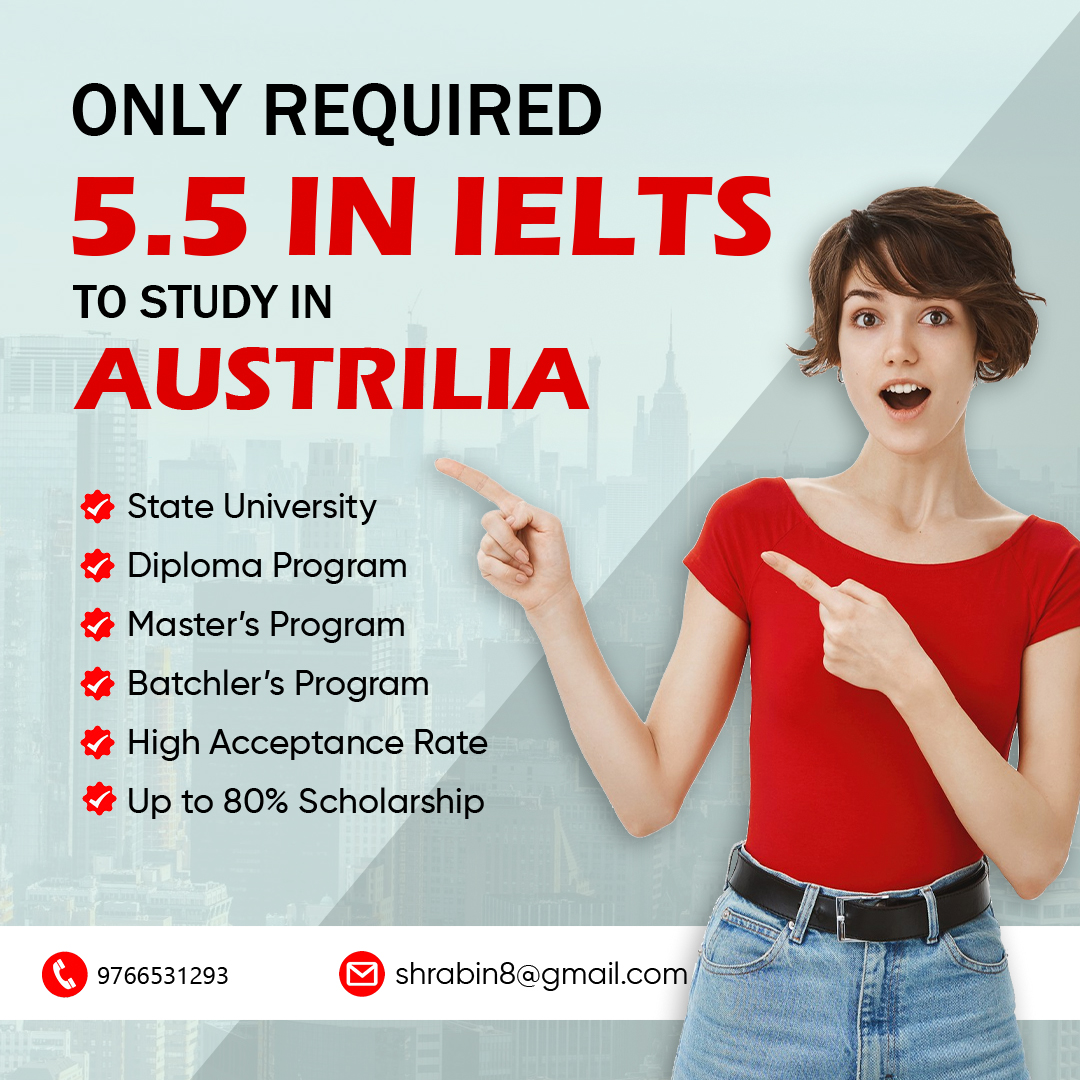 ONLY REQUIRED
5.5 IN IELTS
TO STUDY IN
AUSTRILIA
State University
Diploma Program
Master's Program
Batchler's Program
High Acceptance Rate
Up to 80% Scholarship
9766531293
shrabin8@gmail.com